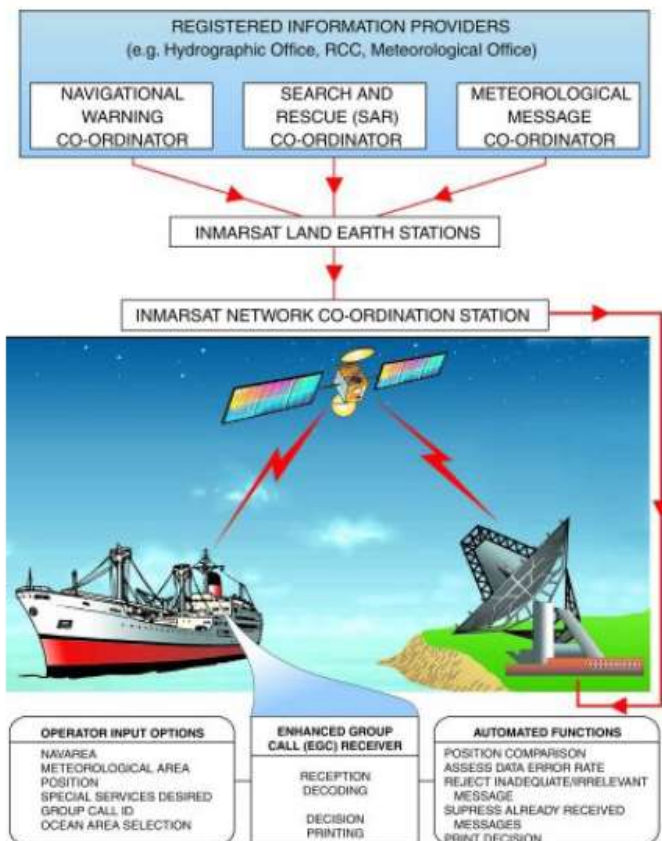 REGISTERED INFORMATION PROVIDERS
(e.g. Hydrographic Office, RCC, Meteorological Office)
NAVIGATIONAL
WARNING
CO-ORDINATOR
SEARCH AND
RESCUE (SAR)
CO-ORDINATOR
METEOROLOGICAL
MESSAGE
CO-ORDINATOR
INMARSAT LAND EARTH STATIONS
INMARSAT NETWORK CO-ORDINATION STATION
OPERATOR INPUT OPTIONS
NAVAREA
METEOROLOGICAL AREA
POSITION
SPECIAL SERVICES DESIRED
GROUP CALL ID
OCEAN AREA SELECTION
ENHANCED GROUP
CALL (EGC) RECEIVER
RECEPTION
DECODING
DECISION
PRINTING
AUTOMATED FUNCTIONS
POSITION COMPARISON
ASSESS DATA ERROR RATE
REJECT INADEQUATE/IRRELEVANT
MESSAGE
SUPRESS ALREADY RECEIVED
MESSAGES
PRINT DECISION